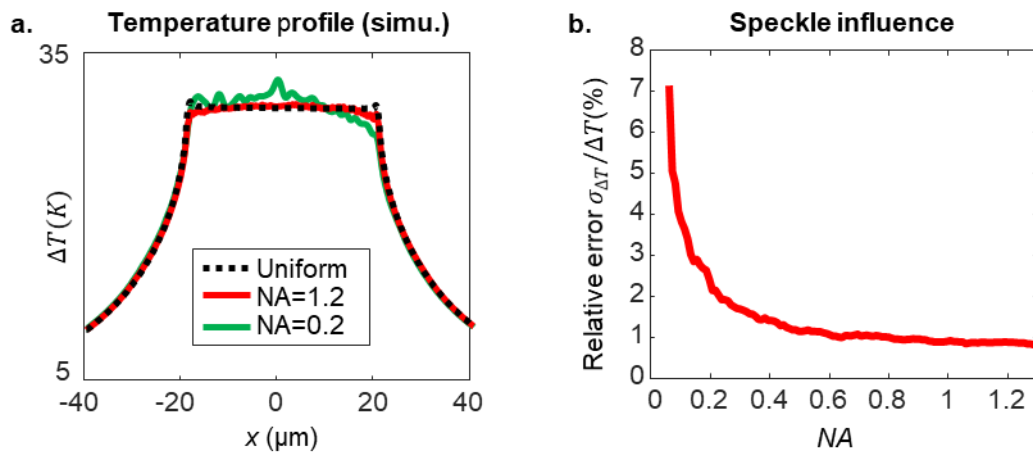 a. Temperature profile (simu.)
35
ΔT(K)
5
-40 -20 0 20 40
x (μm)
Uniform
NA=1.2
NA=0.2
b. Speckle influence
8
7
6
5
4
3
2
1
0
Relative error σΔT/ΔT(%)
0 0.2 0.4 0.6 0.8 1 1.2
NA